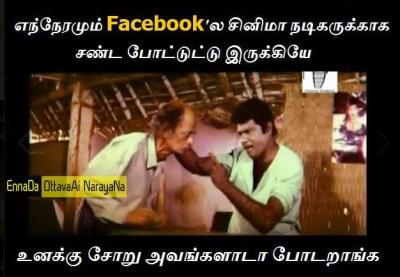 எந்நேரமும் Facebook'ல சினிமா நடிகருக்காக
சண்ட போட்டுட்டு இருக்கியே
EnnaDa OttavaAi NarayaNa
உனக்கு சோறு அவங்களாடா போடறாங்க